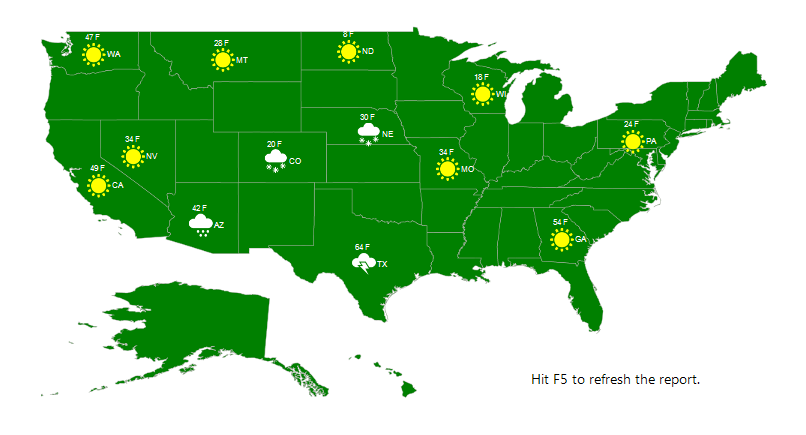 47 F
WA
28 F
MT
8 F
ND
18 F
WI
30 F
NE
20 F
CO
34 F
NV
49 F
CA
34 F
MO
24 F
PA
42 F
AZ
54 F
GA
64 F
TX
Hit F5 to refresh the report.